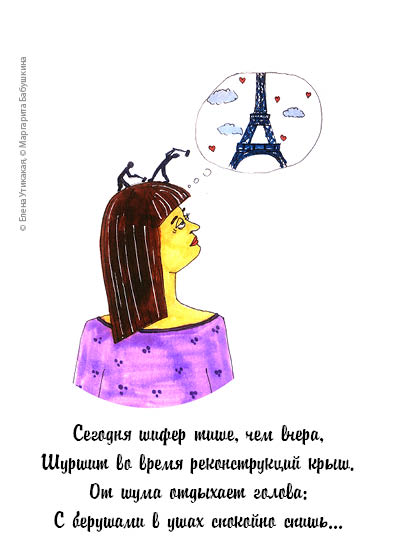 © Елена Утикакая, © Маргарита Бабушкина
Сегодня шифер тише, чем вчера,
Шуршит во время реконструкций крыш.
От шума отдыхает голова:
С берушами в ушах спокойно спишь...